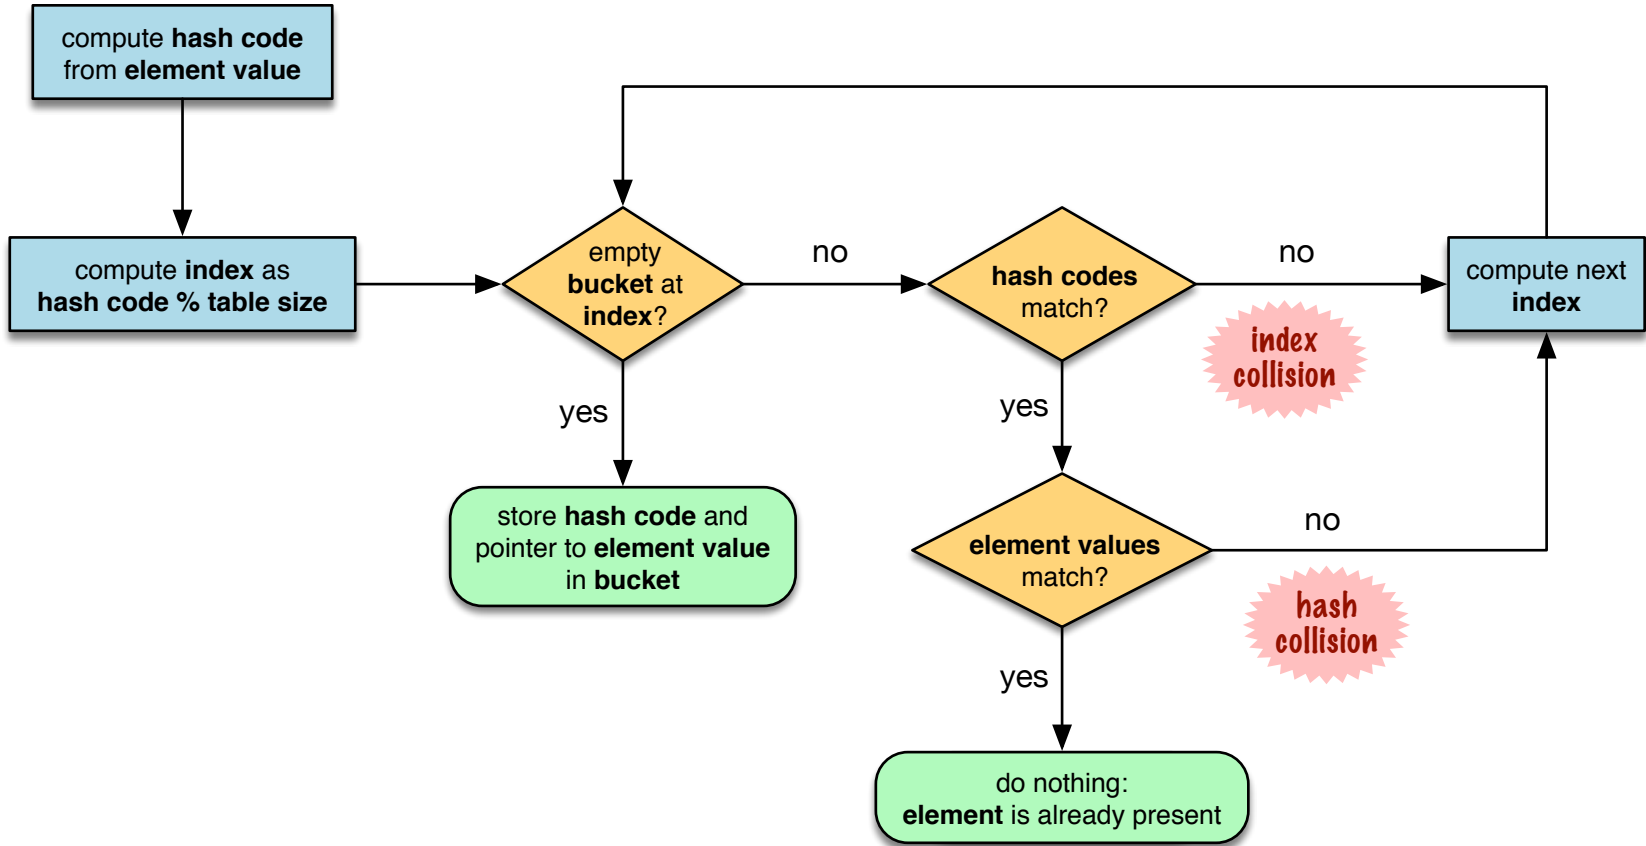 compute hash code
from element value
compute index as
hash code % table size
empty
bucket at
index?
no
hash codes
match?
no
compute next
index
index
collision
yes
store hash code and
pointer to element value
in bucket
yes
element values
match?
no
hash
collision
yes
do nothing:
element is already present